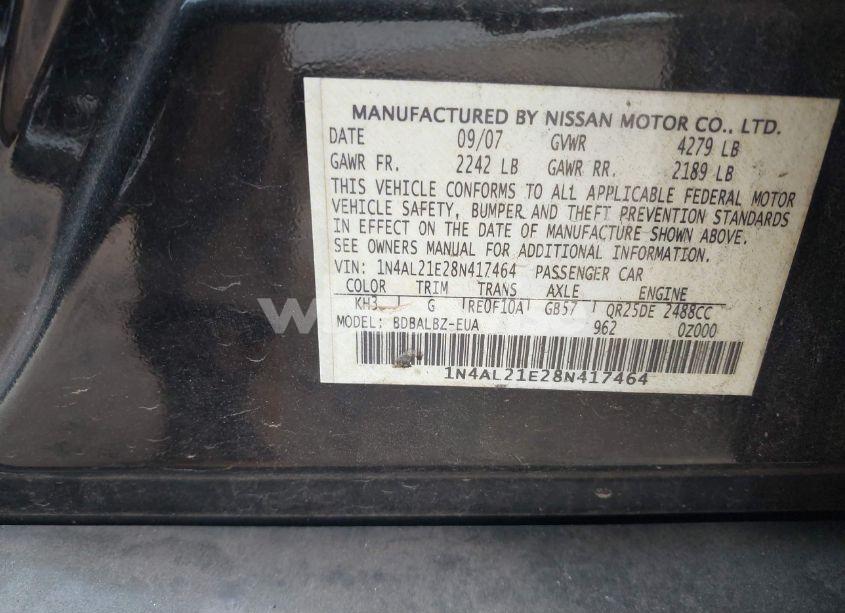 MANUFACTURED BY NISSAN MOTOR CO., LTD.
DATE 09/07 GVWR 4279 LB
GAWR FR. 2242 LB GAWR RR. 2189 LB
THIS VEHICLE CONFORMS TO ALL APPLICABLE FEDERAL MOTOR
VEHICLE SAFETY, BUMPER AND THEFT PREVENTION STANDARDS
IN EFFECT ON THE DATE OF MANUFACTURE SHOWN ABOVE.
SEE OWNERS MANUAL FOR ADDITIONAL INFORMATION.
VIN: 1N4AL21E28N417464 PASSENGER CAR
COLOR TRIM TRANS AXLE ENGINE
KH3 G RE0F10A GB57 QR25DE 2488CC
MODEL: BDBALBZ-EUA 962 0Z000
1N4AL21E28N417464